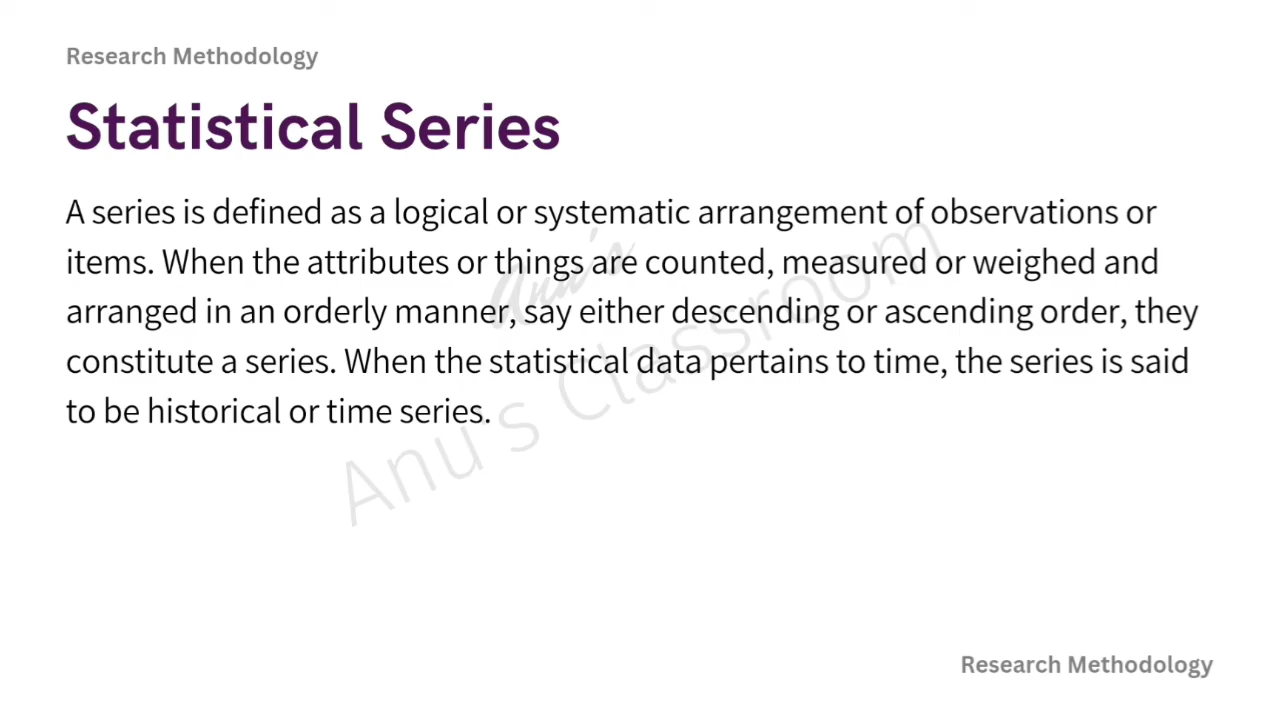 Research Methodology
Statistical Series
A series is defined as a logical or systematic arrangement of observations or
items. When the attributes or things are counted, measured or weighed and
arranged in an orderly manner, say either descending or ascending order, they
constitute a series. When the statistical data pertains to time, the series is said
to be historical or time series.
Anu's
Anu's Classroom
Research Methodology